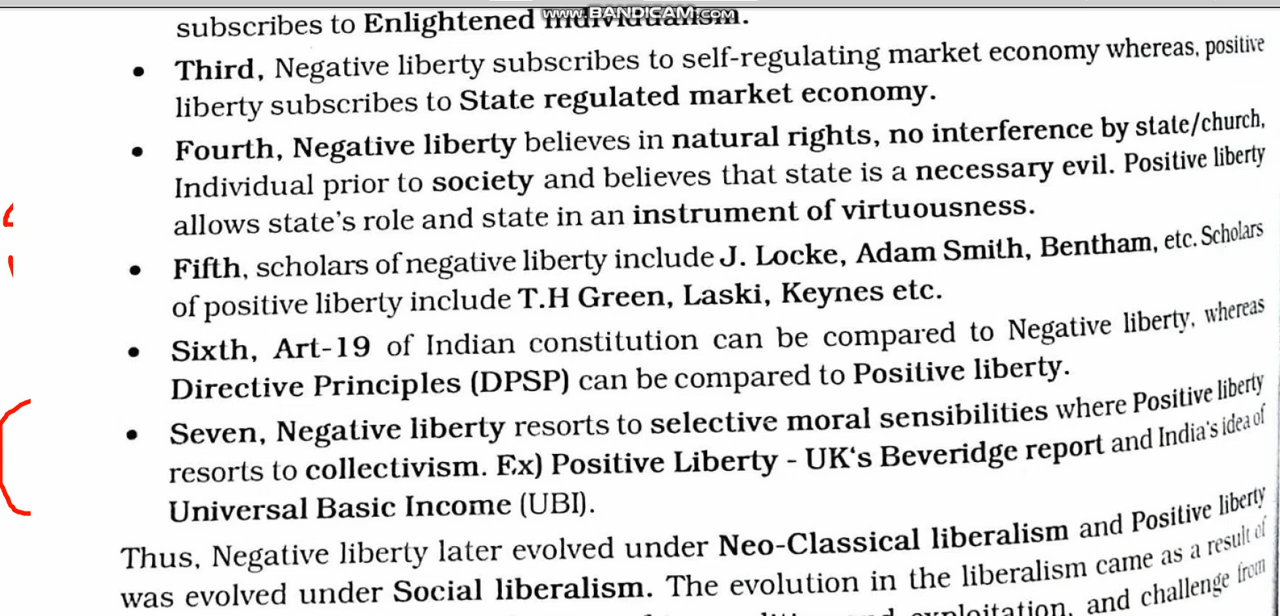 www.BANDICAM.com
subscribes to Enlightened Individualism.
• Third, Negative liberty subscribes to self-regulating market economy whereas, positive
liberty subscribes to State regulated market economy.
• Fourth, Negative liberty believes in natural rights, no interference by state/church,
Individual prior to society and believes that state is a necessary evil. Positive liberty
allows state's role and state in an instrument of virtuousness.
• Fifth, scholars of negative liberty include J. Locke, Adam Smith, Bentham, etc. Scholars
of positive liberty include T.H Green, Laski, Keynes etc.
• Sixth, Art-19 of Indian constitution can be compared to Negative liberty, whereas
Directive Principles (DPSP) can be compared to Positive liberty.
• Seven, Negative liberty resorts to selective moral sensibilities where Positive liberty
resorts to collectivism. Ex) Positive Liberty - UK's Beveridge report and India's idea of
Universal Basic Income (UBI).
Thus, Negative liberty later evolved under Neo-Classical liberalism and Positive liberty
was evolved under Social liberalism. The evolution in the liberalism came as a result of
exploitation, and challenge from